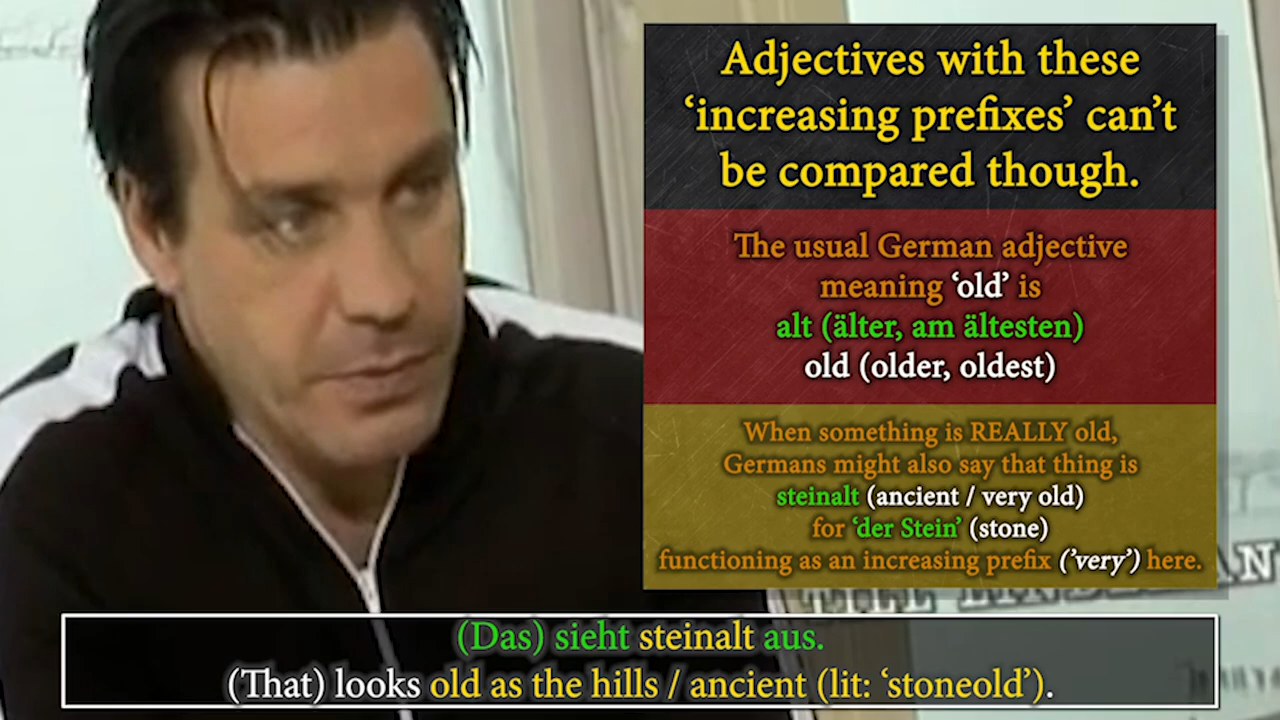 Adjectives with these
‘increasing prefixes’ can’t
be compared though.
The usual German adjective
meaning ‘old’ is
alt (älter, am ältesten)
old (older, oldest)
When something is REALLY old,
Germans might also say that thing is
steinalt (ancient / very old)
for ‘der Stein’ (stone)
functioning as an increasing prefix (’very’) here.
TILL
(Das) sieht steinalt aus.
(That) looks old as the hills / ancient (lit: ‘stoneold’).